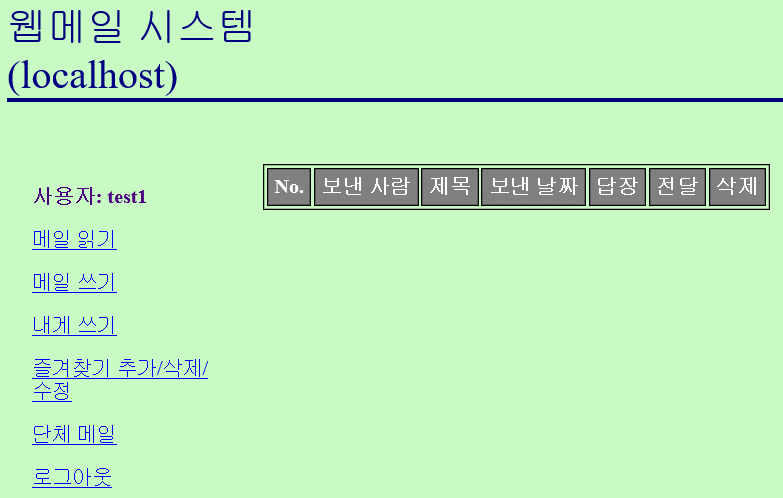 웹메일 시스템
(localhost)
사용자: test1
메일 읽기
메일 쓰기
내게 쓰기
즐겨찾기 추가/삭제/
수정
단체 메일
로그아웃
No. 보낸 사람 제목 보낸 날짜 답장 전달 삭제